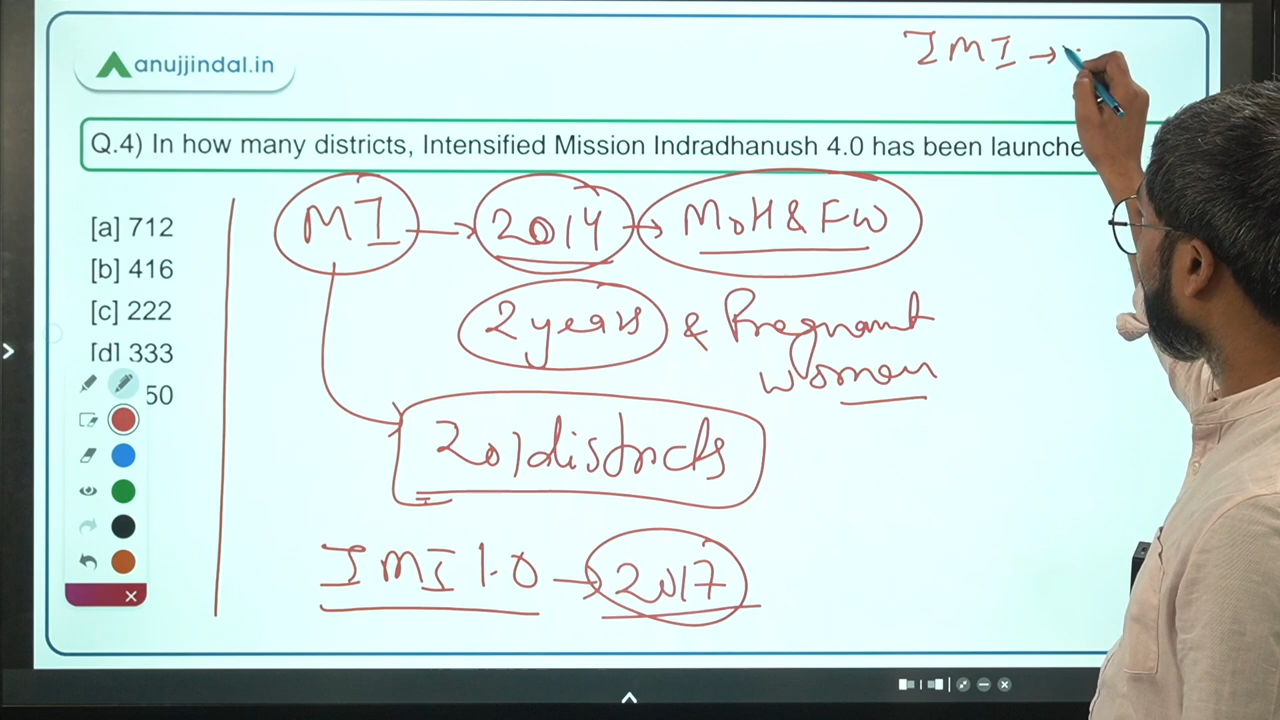 anujjindal.in
IMI →
Q.4) In how many districts, Intensified Mission Indradhanush 4.0 has been launche
[a] 712
[b] 416
[c] 222
[d] 333
50
MI → 2014 → MoH&FW
2 years & Pregnant
women
201 districts
IMI 1.0 → 2017